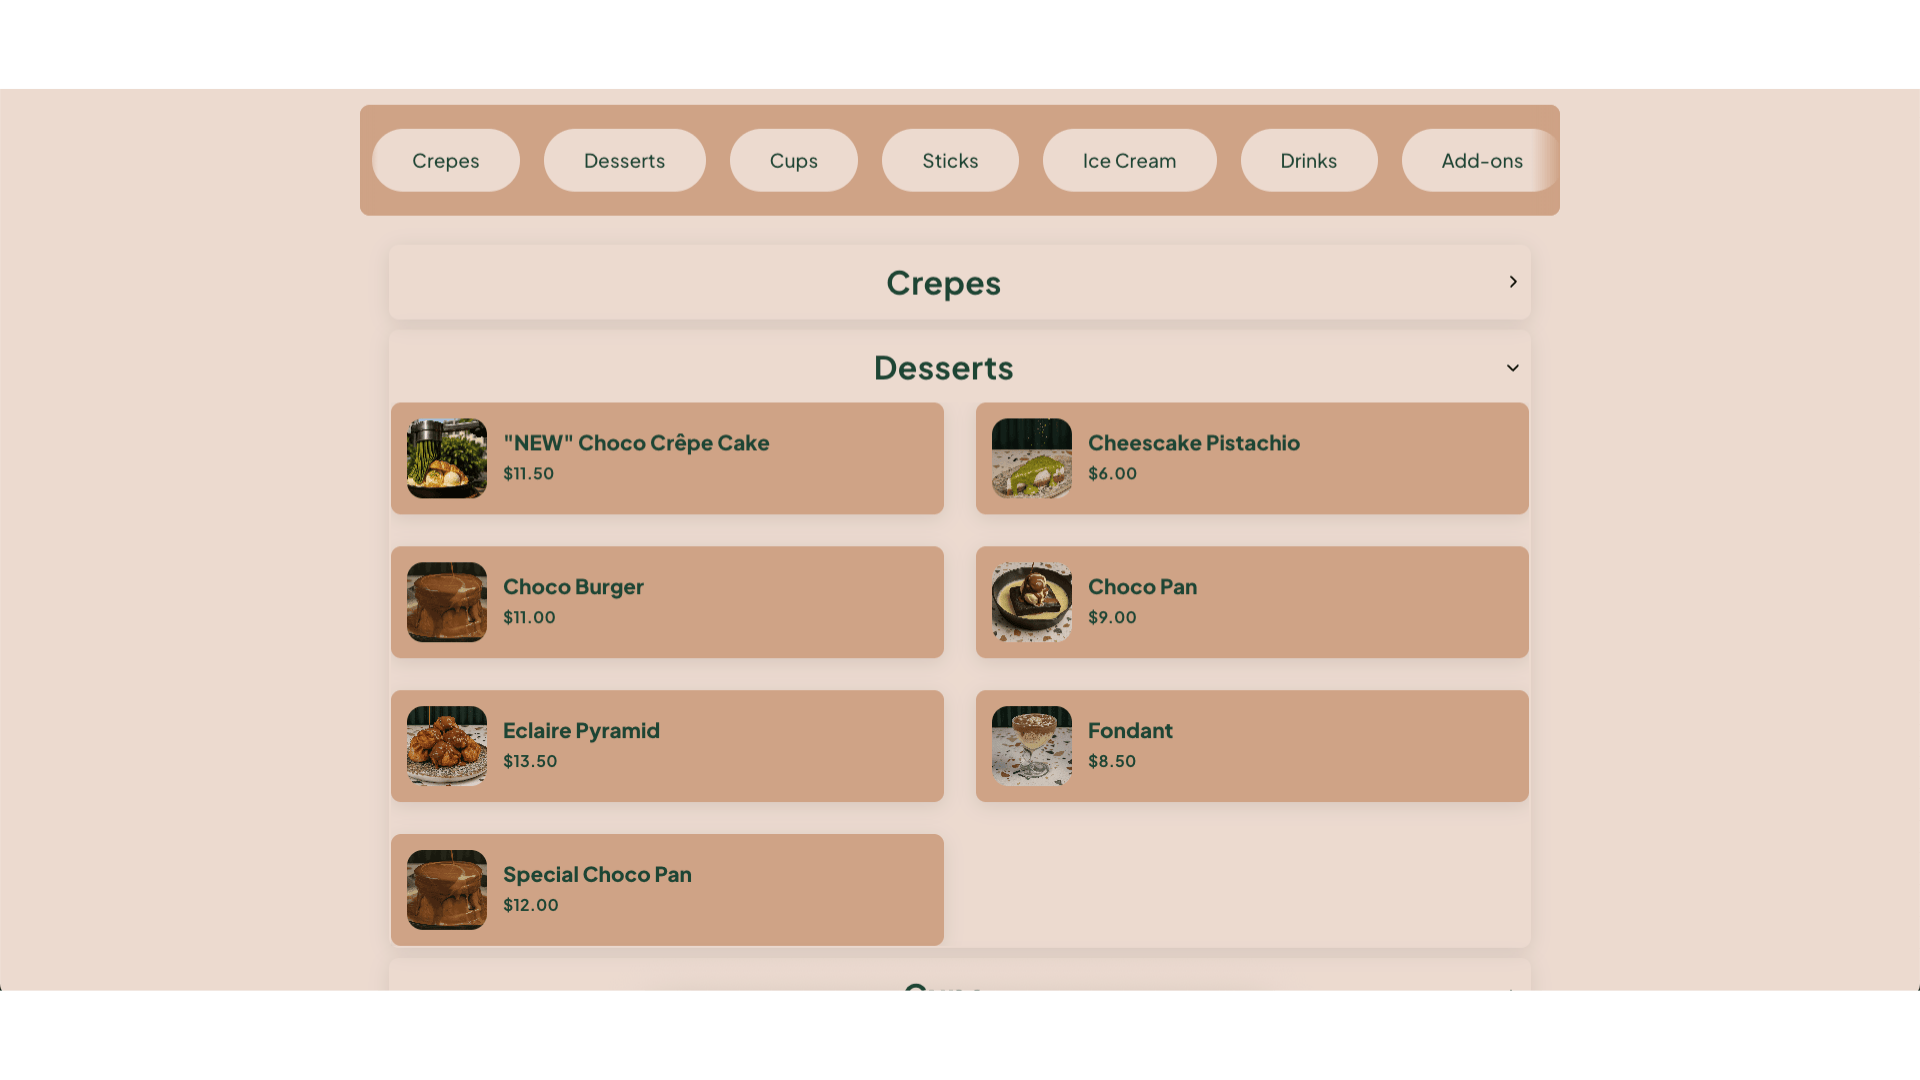 Crepes
Desserts
Cups
Sticks
Ice Cream
Drinks
Add-ons
Crepes
Desserts
"NEW" Choco Crêpe Cake
$11.50
Cheescake Pistachio
$6.00
Choco Burger
$11.00
Choco Pan
$9.00
Eclaire Pyramid
$13.50
Fondant
$8.50
Special Choco Pan
$12.00